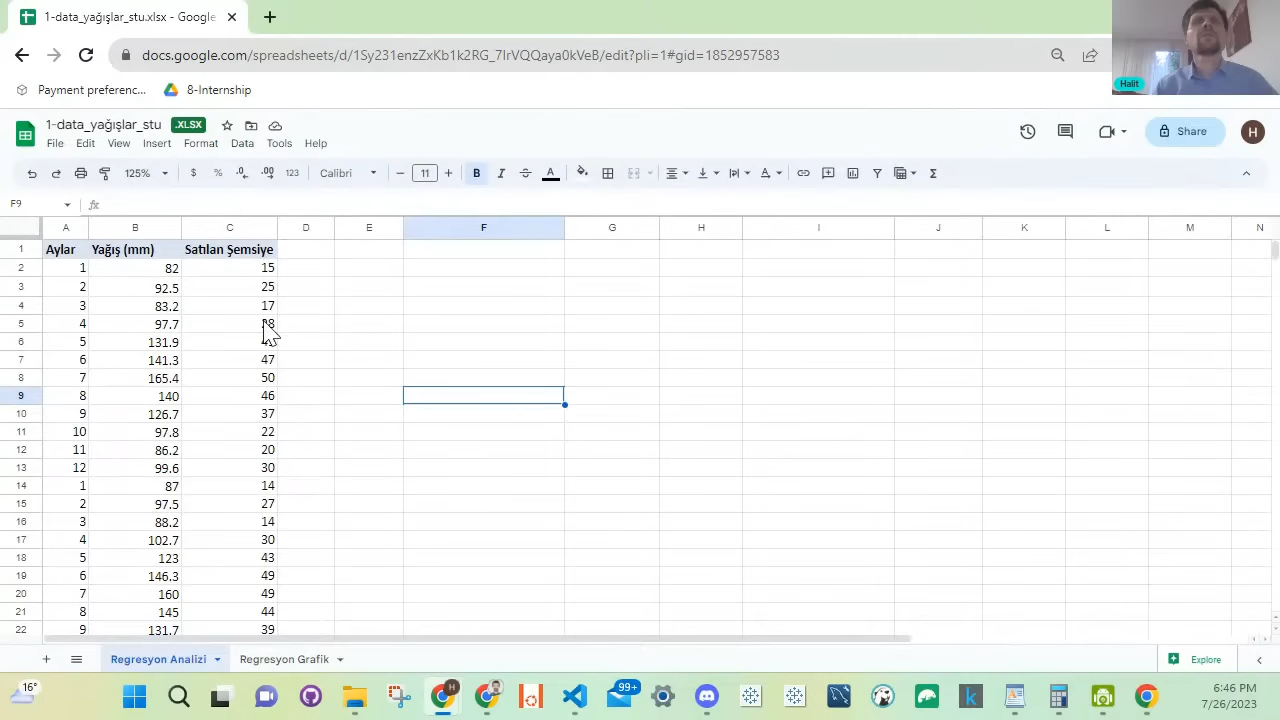 1-data_yağışlar_stu.xlsx - Google
docs.google.com/spreadsheets/d/1Sy231enzZxKb1k2RG_7lrVQQaya0kVeB/edit?pli=1#gid=1852957583
Payment preferenc... 8-Internship
Halit
1-data_yağışlar_stu .XLSX
File Edit View Insert Format Data Tools Extensions Help
Share H
125% $ % .0 .00 123 Calibri 11 B I A
F9 fx
A B C D E F G H I J K L M N
1 Aylar Yağış (mm) Satılan Şemsiye
2 1 82 15
3 2 92.5 25
4 3 83.2 17
5 4 97.7
6 5 131.9
7 6 141.3 47
8 7 165.4 50
9 8 140 46
10 9 126.7 37
11 10 97.8 22
12 11 86.2 20
13 12 99.6 30
14 1 87 14
15 2 97.5 27
16 3 88.2 14
17 4 102.7 30
18 5 123 43
19 6 146.3 49
20 7 160 49
21 8 145 44
22 9 131.7 39
Regresyon Analizi Regresyon Grafik Explore
16° 99+ 6:46 PM
7/26/2023